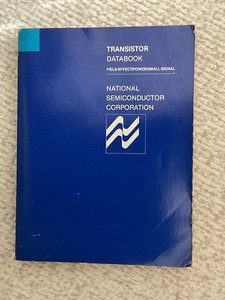 TRANSISTOR
DATABOOK
FIELD-EFFECT/POWER/SMALL SIGNAL
NATIONAL
SEMICONDUCTOR
CORPORATION